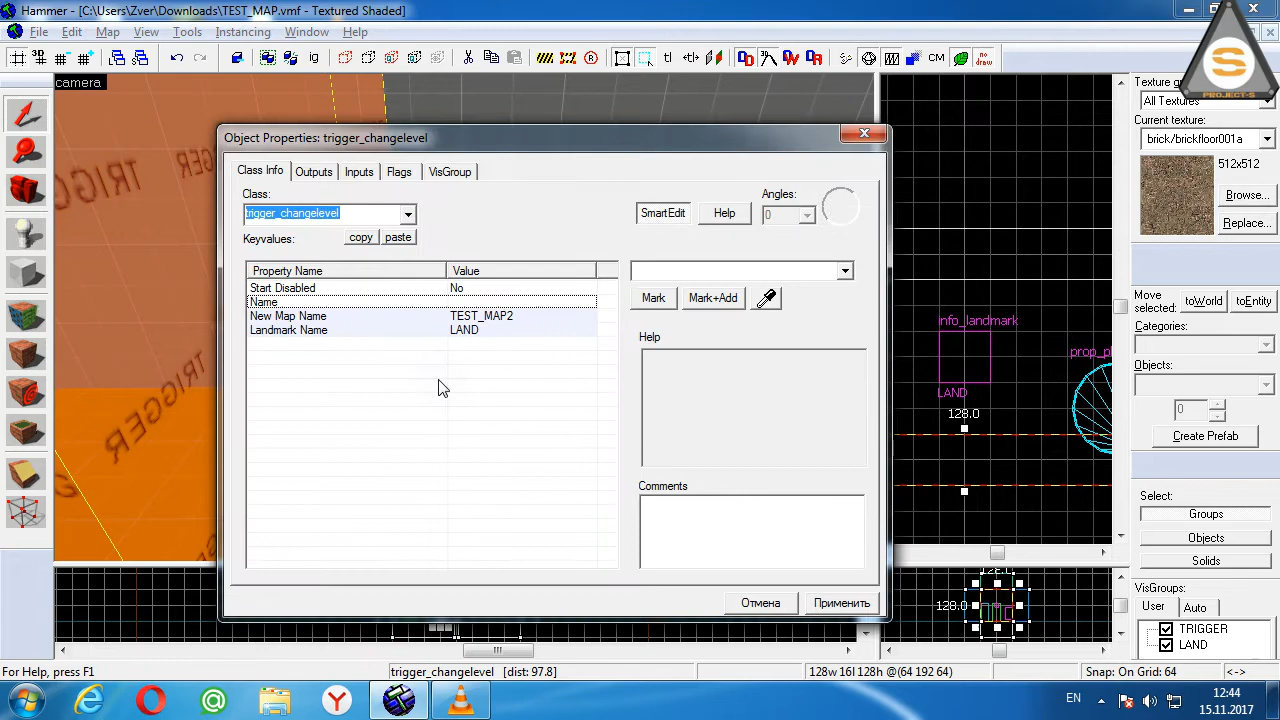 Hammer - [C:\Users\Zver\Downloads\TEST_MAP.vmf - Textured Shaded]
File Edit Map View Tools Instancing Window Help
camera
TRIGGER
TRIGGER
Object Properties: trigger_changelevel
Class Info Outputs Inputs Flags VisGroup
Class:
trigger_changelevel
SmartEdit Help
Angles:
0
Keyvalues: copy paste
Property Name Value
Start Disabled No
Name
New Map Name TEST_MAP2
Landmark Name LAND
Mark Mark+Add
Help
Comments
Отмена Применить
info_landmark
LAND
128.0
128.0
S
PROJECT-S
All Textures
Current texture:
brick/brickfloor001a
512x512
Browse...
Replace...
Move selected: toWorld toEntity
Categories:
Objects:
0
Create Prefab
Select:
Groups
Objects
Solids
VisGroups:
User Auto
TRIGGER
LAND
For Help, press F1
trigger_changelevel [dist: 97.8]
128w 16l 128h @(64 192 64)
Snap: On Grid: 64
<->
EN
12:44
15.11.2017